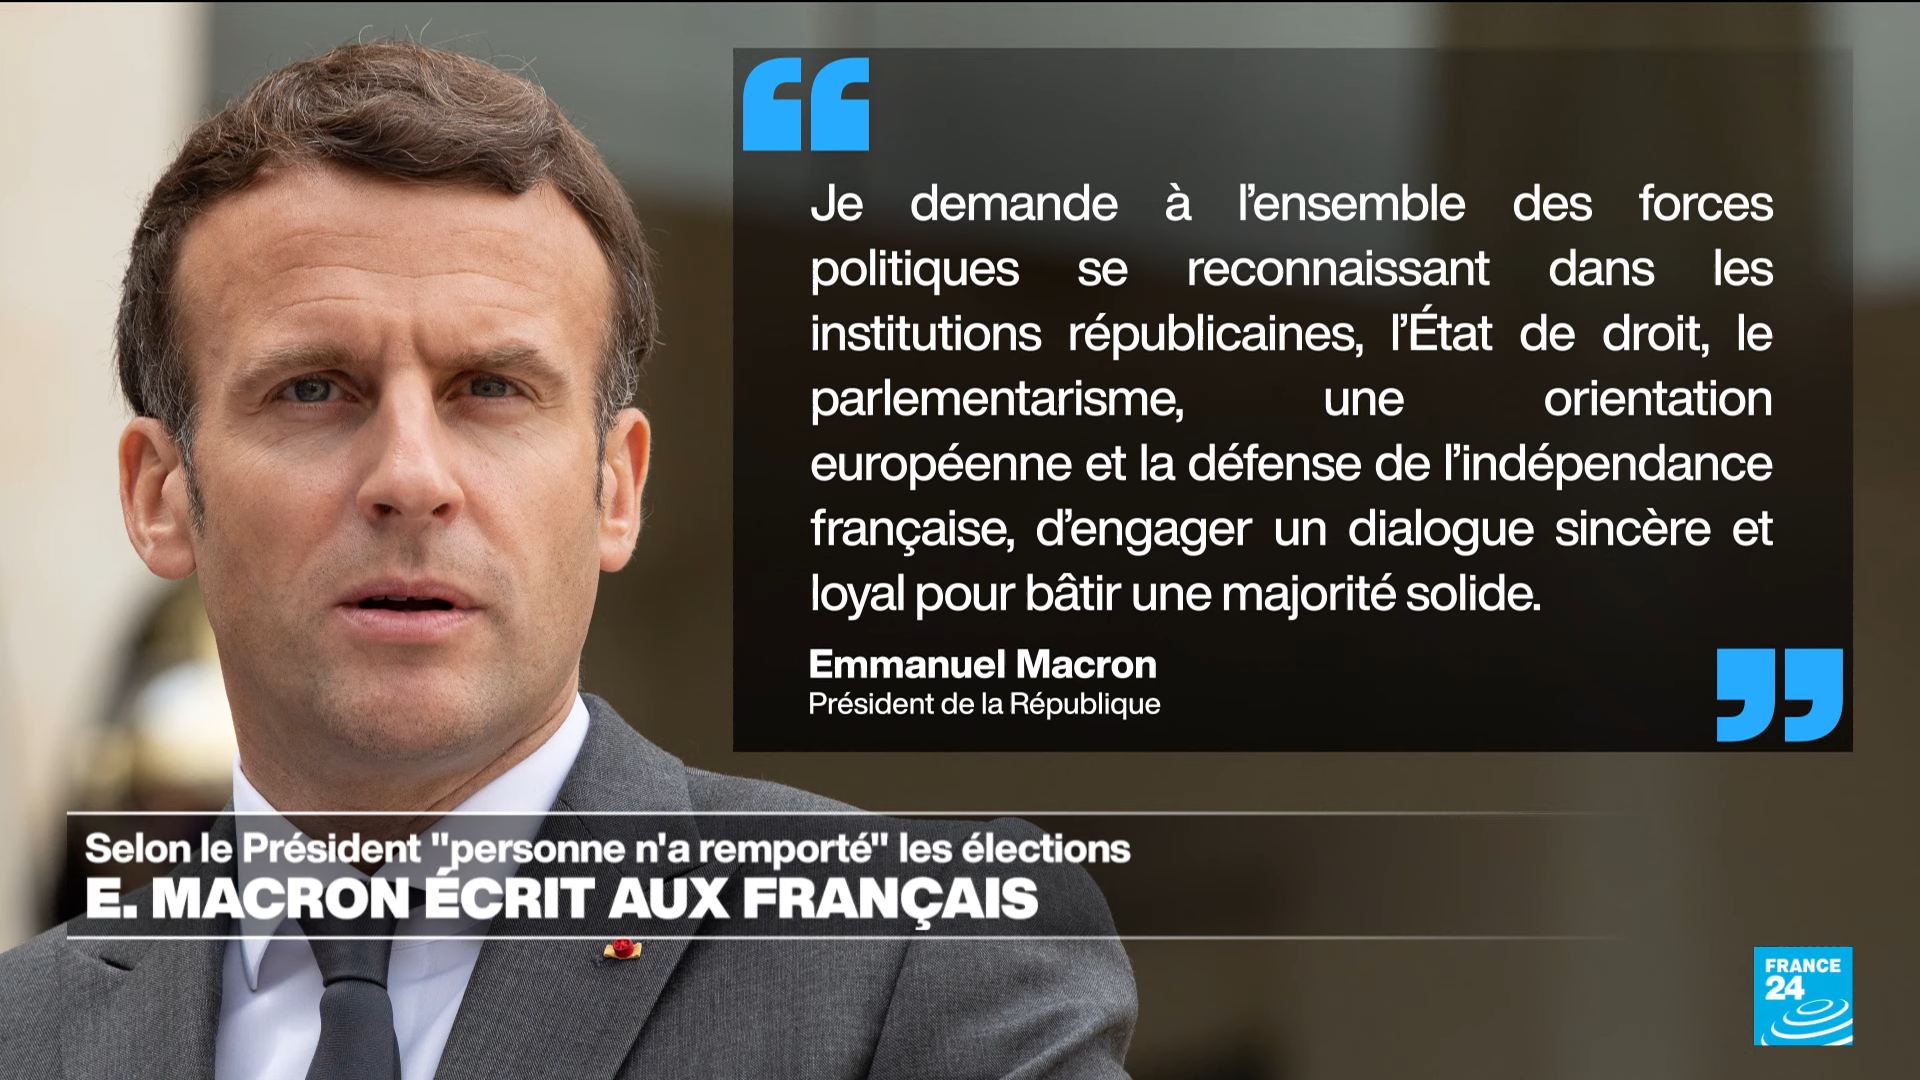 Je demande à l’ensemble des forces
politiques se reconnaissant dans les
institutions républicaines, l’État de droit, le
parlementarisme, une orientation
européenne et la défense de l’indépendance
française, d’engager un dialogue sincère et
loyal pour bâtir une majorité solide.
Emmanuel Macron
Président de la République
Selon le Président "personne n'a remporté" les élections
E. MACRON ÉCRIT AUX FRANÇAIS
FRANCE
24